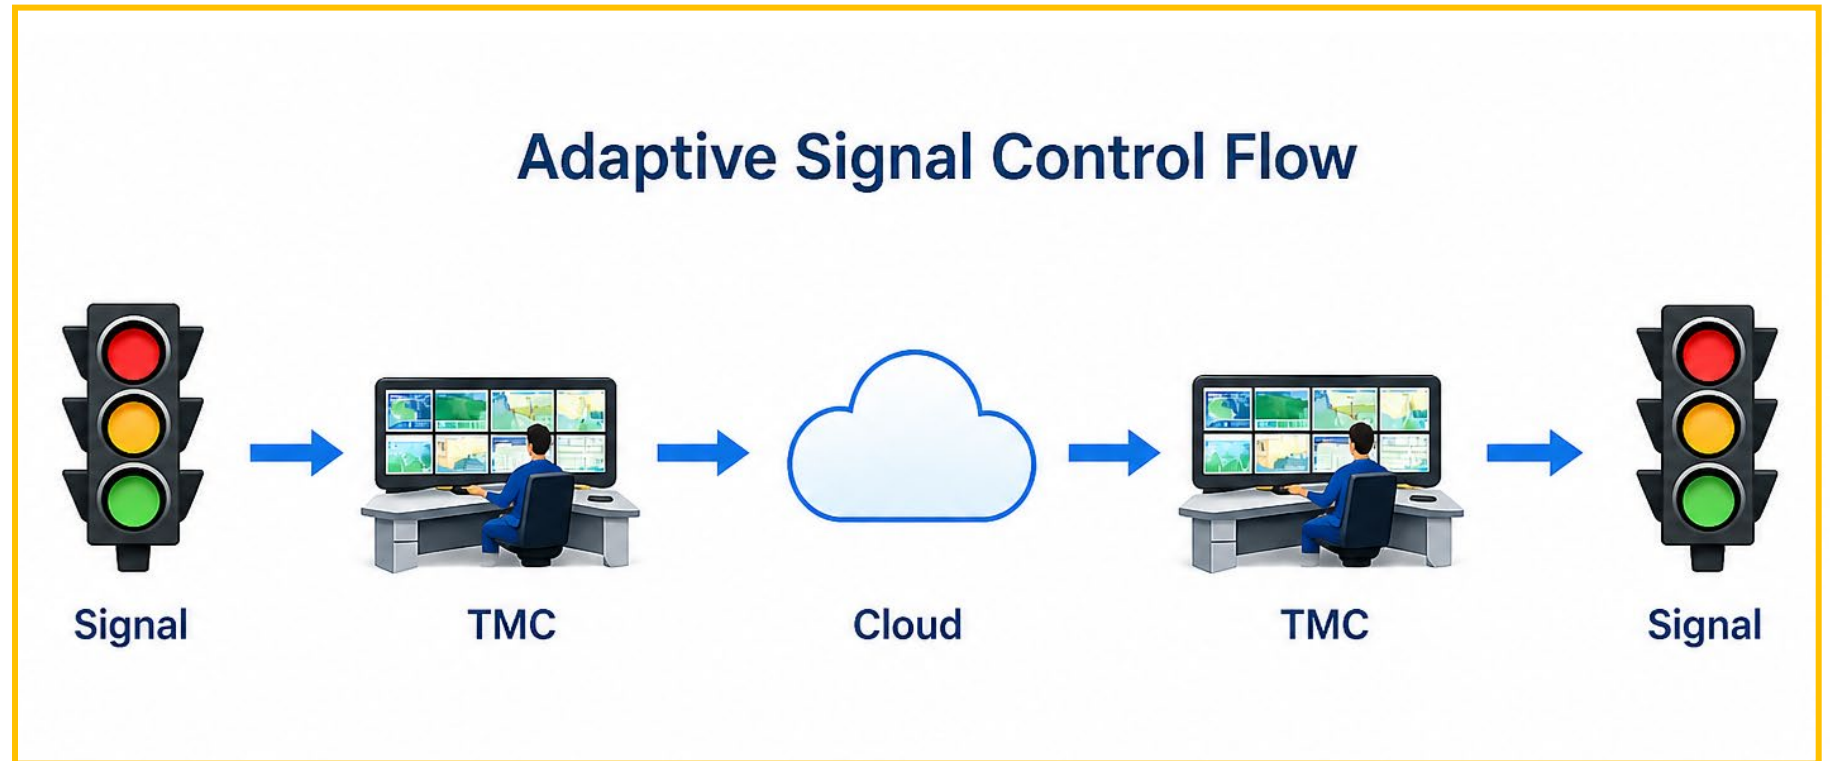 Adaptive Signal Control Flow
Signal
TMC
Cloud
TMC
Signal